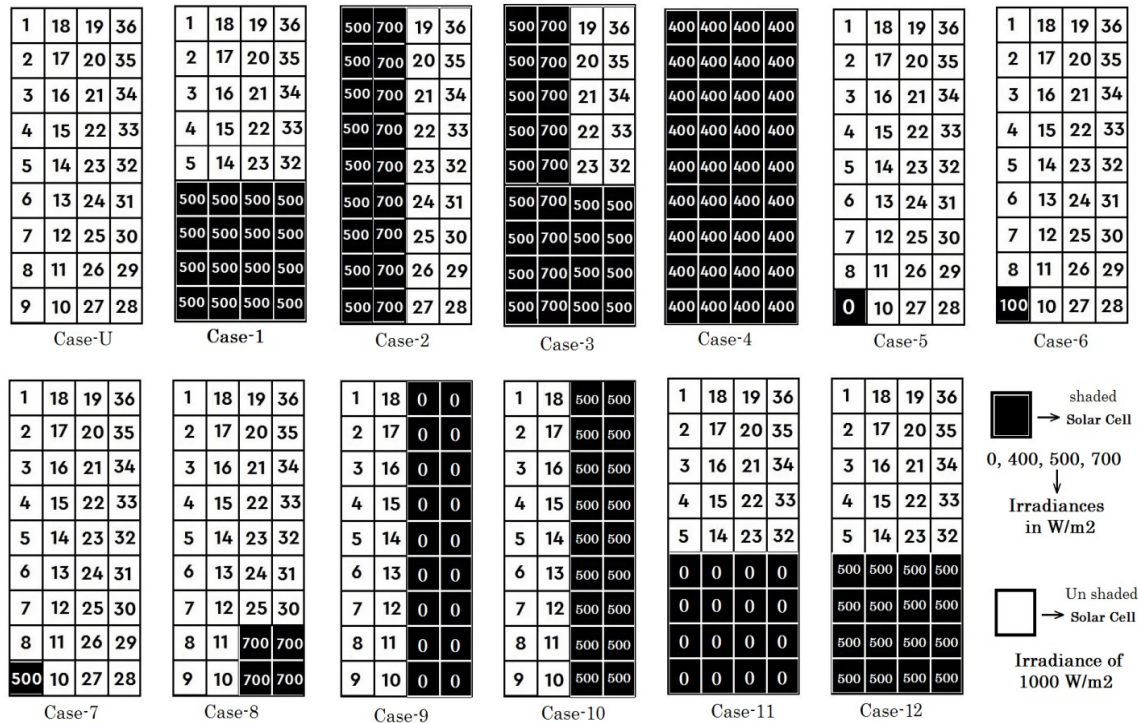 1 18 19 36
2 17 20 35
3 16 21 34
4 15 22 33
5 14 23 32
6 13 24 31
7 12 25 30
8 11 26 29
9 10 27 28
Case-U
1 18 19 36
2 17 20 35
3 16 21 34
4 15 22 33
5 14 23 32
500 500 500 500
500 500 500 500
500 500 500 500
500 500 500 500
Case-1
500 700 19 36
500 700 20 35
500 700 21 34
500 700 22 33
500 700 23 32
500 700 24 31
500 700 25 30
500 700 26 29
500 700 27 28
Case-2
500 700 19 36
500 700 20 35
500 700 21 34
500 700 22 33
500 700 23 32
500 700 500 500
500 700 500 500
500 700 500 500
500 700 500 500
Case-3
400 400 400 400
400 400 400 400
400 400 400 400
400 400 400 400
400 400 400 400
400 400 400 400
400 400 400 400
400 400 400 400
400 400 400 400
Case-4
1 18 19 36
2 17 20 35
3 16 21 34
4 15 22 33
5 14 23 32
6 13 24 31
7 12 25 30
8 11 26 29
0 10 27 28
Case-5
1 18 19 36
2 17 20 35
3 16 21 34
4 15 22 33
5 14 23 32
6 13 24 31
7 12 25 30
8 11 26 29
100 10 27 28
Case-6
1 18 19 36
2 17 20 35
3 16 21 34
4 15 22 33
5 14 23 32
6 13 24 31
7 12 25 30
8 11 26 29
500 10 27 28
Case-7
1 18 19 36
2 17 20 35
3 16 21 34
4 15 22 33
5 14 23 32
6 13 24 31
7 12 25 30
8 11 700 700
9 10 700 700
Case-8
1 18 0 0
2 17 0 0
3 16 0 0
4 15 0 0
5 14 0 0
6 13 0 0
7 12 0 0
8 11 0 0
9 10 0 0
Case-9
1 18 500 500
2 17 500 500
3 16 500 500
4 15 500 500
5 14 500 500
6 13 500 500
7 12 500 500
8 11 500 500
9 10 500 500
Case-10
1 18 19 36
2 17 20 35
3 16 21 34
4 15 22 33
5 14 23 32
0 0 0 0
0 0 0 0
0 0 0 0
0 0 0 0
Case-11
1 18 19 36
2 17 20 35
3 16 21 34
4 15 22 33
5 14 23 32
500 500 500 500
500 500 500 500
500 500 500 500
500 500 500 500
Case-12
shaded
Solar Cell
0, 400, 500, 700
Irradiances
in W/m2
Un shaded
Solar Cell
Irradiance of
1000 W/m2